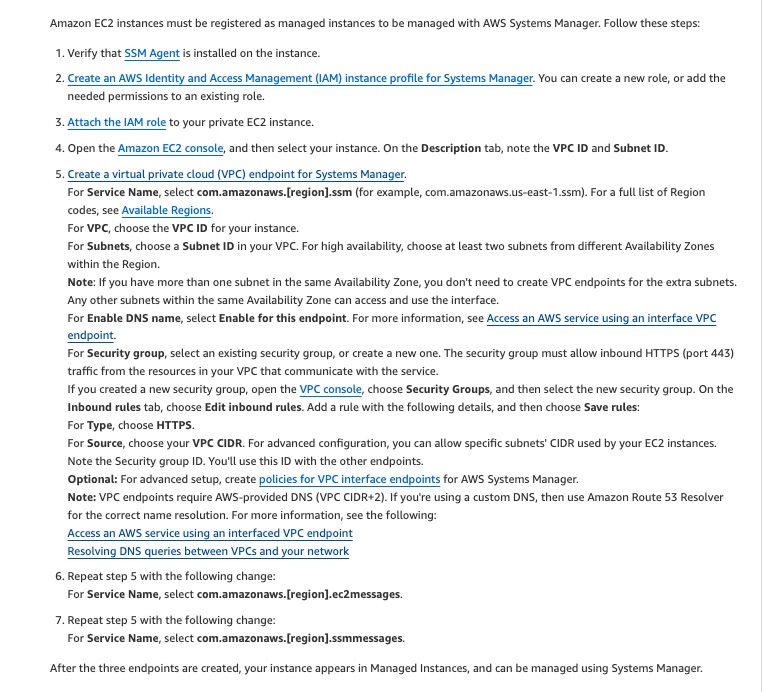 Amazon EC2 instances must be registered as managed instances to be managed with AWS Systems Manager. Follow these steps:
1. Verify that SSM Agent is installed on the instance.
2. Create an AWS Identity and Access Management (IAM) instance profile for Systems Manager. You can create a new role, or add the
needed permissions to an existing role.
3. Attach the IAM role to your private EC2 instance.
4. Open the Amazon EC2 console, and then select your instance. On the Description tab, note the VPC ID and Subnet ID.
5. Create a virtual private cloud (VPC) endpoint for Systems Manager.
For Service Name, select com.amazonaws.[region].ssm (for example, com.amazonaws.us-east-1.ssm). For a full list of Region
codes, see Available Regions.
For VPC, choose the VPC ID for your instance.
For Subnets, choose a Subnet ID in your VPC. For high availability, choose at least two subnets from different Availability Zones
within the Region.
Note: If you have more than one subnet in the same Availability Zone, you don't need to create VPC endpoints for the extra subnets.
Any other subnets within the same Availability Zone can access and use the interface.
For Enable DNS name, select Enable for this endpoint. For more information, see Access an AWS service using an interface VPC
endpoint.
For Security group, select an existing security group, or create a new one. The security group must allow inbound HTTPS (port 443)
traffic from the resources in your VPC that communicate with the service.
If you created a new security group, open the VPC console, choose Security Groups, and then select the new security group. On the
Inbound rules tab, choose Edit inbound rules. Add a rule with the following details, and then choose Save rules:
For Type, choose HTTPS.
For Source, choose your VPC CIDR. For advanced configuration, you can allow specific subnets' CIDR used by your EC2 instances.
Note the Security group ID. You'll use this ID with the other endpoints.
Optional: For advanced setup, create policies for VPC interface endpoints for AWS Systems Manager.
Note: VPC endpoints require AWS-provided DNS (VPC CIDR+2). If you're using a custom DNS, then use Amazon Route 53 Resolver
for the correct name resolution. For more information, see the following:
Access an AWS service using an interfaced VPC endpoint
Resolving DNS queries between VPCs and your network
6. Repeat step 5 with the following change:
For Service Name, select com.amazonaws.[region].ec2messages.
7. Repeat step 5 with the following change:
For Service Name, select com.amazonaws.[region].ssmmessages.
After the three endpoints are created, your instance appears in Managed Instances, and can be managed using Systems Manager.